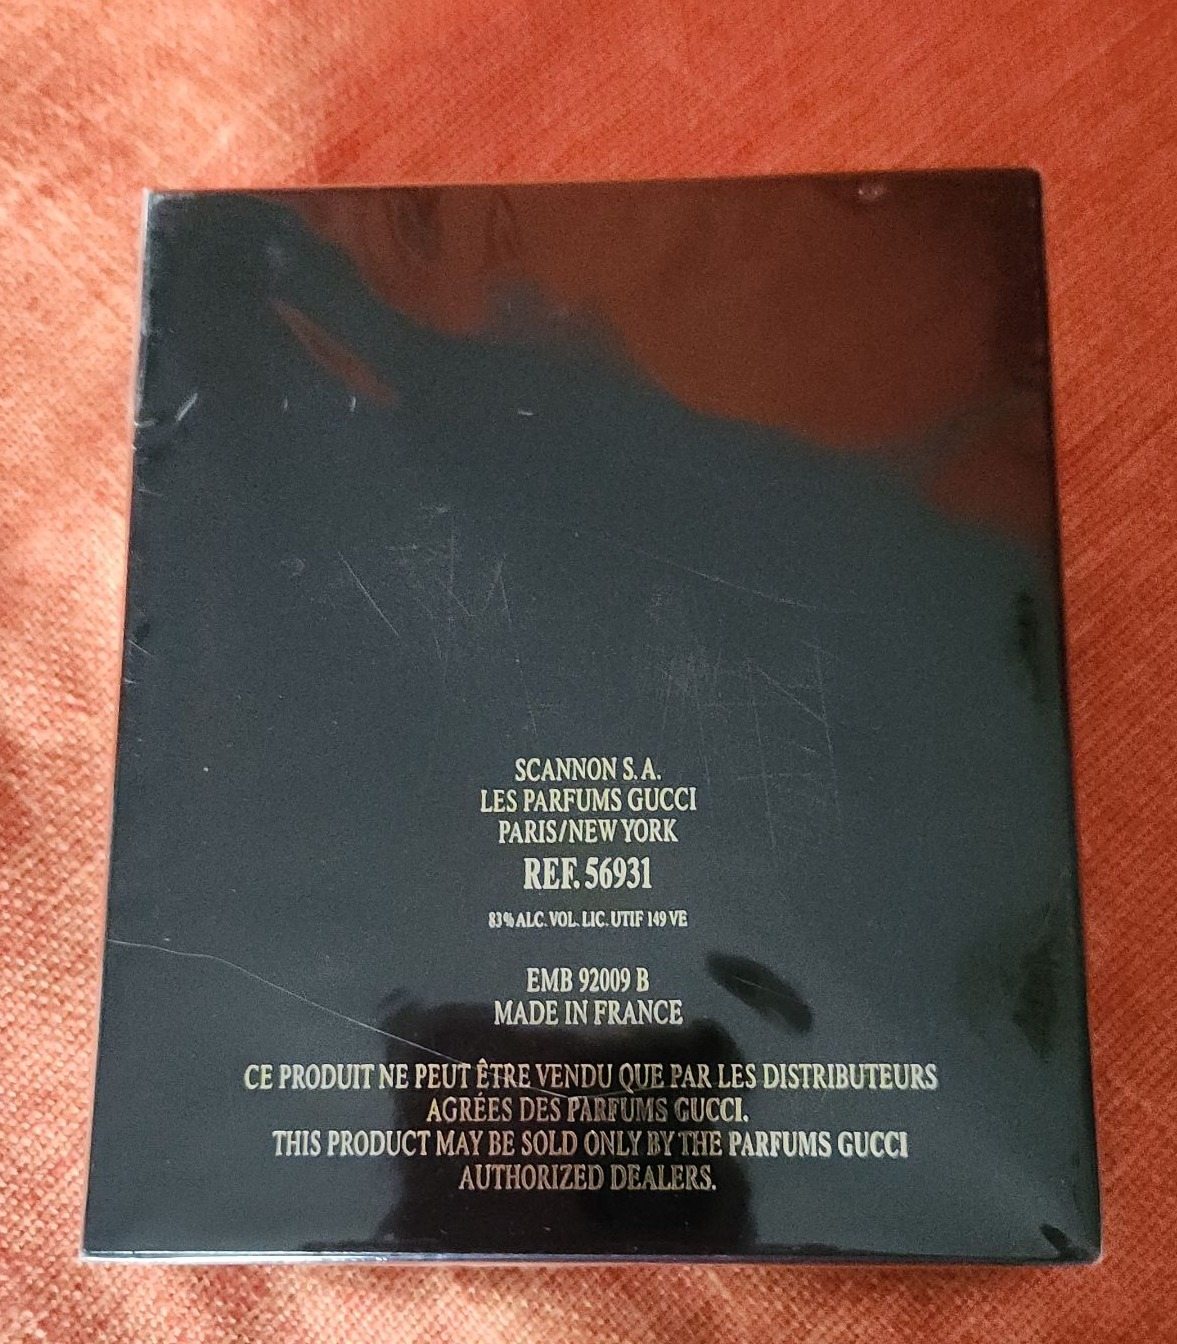 SCANNON S.A.
LES PARFUMS GUCCI
PARIS/NEW YORK
REF. 56931
83% ALC. VOL. LIC. UTIF 149 VE
EMB 92009 B
MADE IN FRANCE
CE PRODUIT NE PEUT ÊTRE VENDU QUE PAR LES DISTRIBUTEURS
AGRÉES DES PARFUMS GUCCI.
THIS PRODUCT MAY BE SOLD ONLY BY THE PARFUMS GUCCI
AUTHORIZED DEALERS.